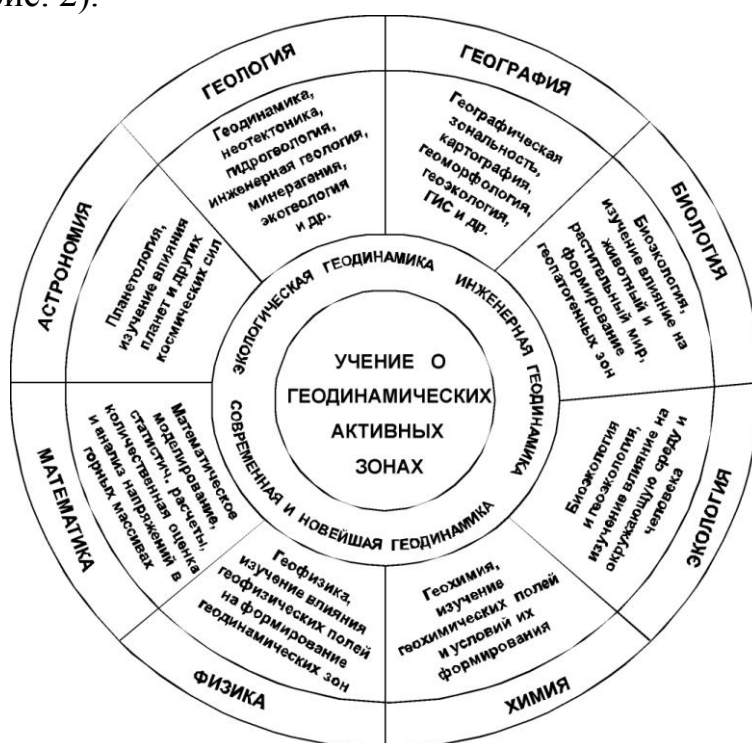 рис. 2).
ГЕОЛОГИЯ
Геодинамика,
неотектоника,
гидрогеология,
инженерная геология,
минерагения,
экогеология
и др.
ГЕОГРАФИЯ
Географическая
зональность,
картография,
геоморфология,
геоэкология,
ГИС и др.
БИОЛОГИЯ
Биоэкология,
изучение влияние на
животный и
растительный мир,
формирование
геопатогенных зон
ЭКОЛОГИЯ
Биоэкология
и геоэкология,
изучение влияние на
окружающую среду и
человека
ХИМИЯ
Геохимия,
изучение
геохимических полей
и условий их
формирования
ФИЗИКА
Геофизика,
изучение влияния
геофизических полей
на формирование
геодинамических зон
МАТЕМАТИКА
Математическое
моделирование,
статистич. расчеты,
количественная оценка
и анализ напряжений в
горных массивах
АСТРОНОМИЯ
Планетология,
изучение влияния
планет и других
космических сил
ЭКОЛОГИЧЕСКАЯ ГЕОДИНАМИКА
ИНЖЕНЕРНАЯ ГЕОДИНАМИКА
СОВРЕМЕННАЯ И НОВЕЙШАЯ ГЕОДИНАМИКА
УЧЕНИЕ О
ГЕОДИНАМИЧЕСКИХ
АКТИВНЫХ
ЗОНАХ